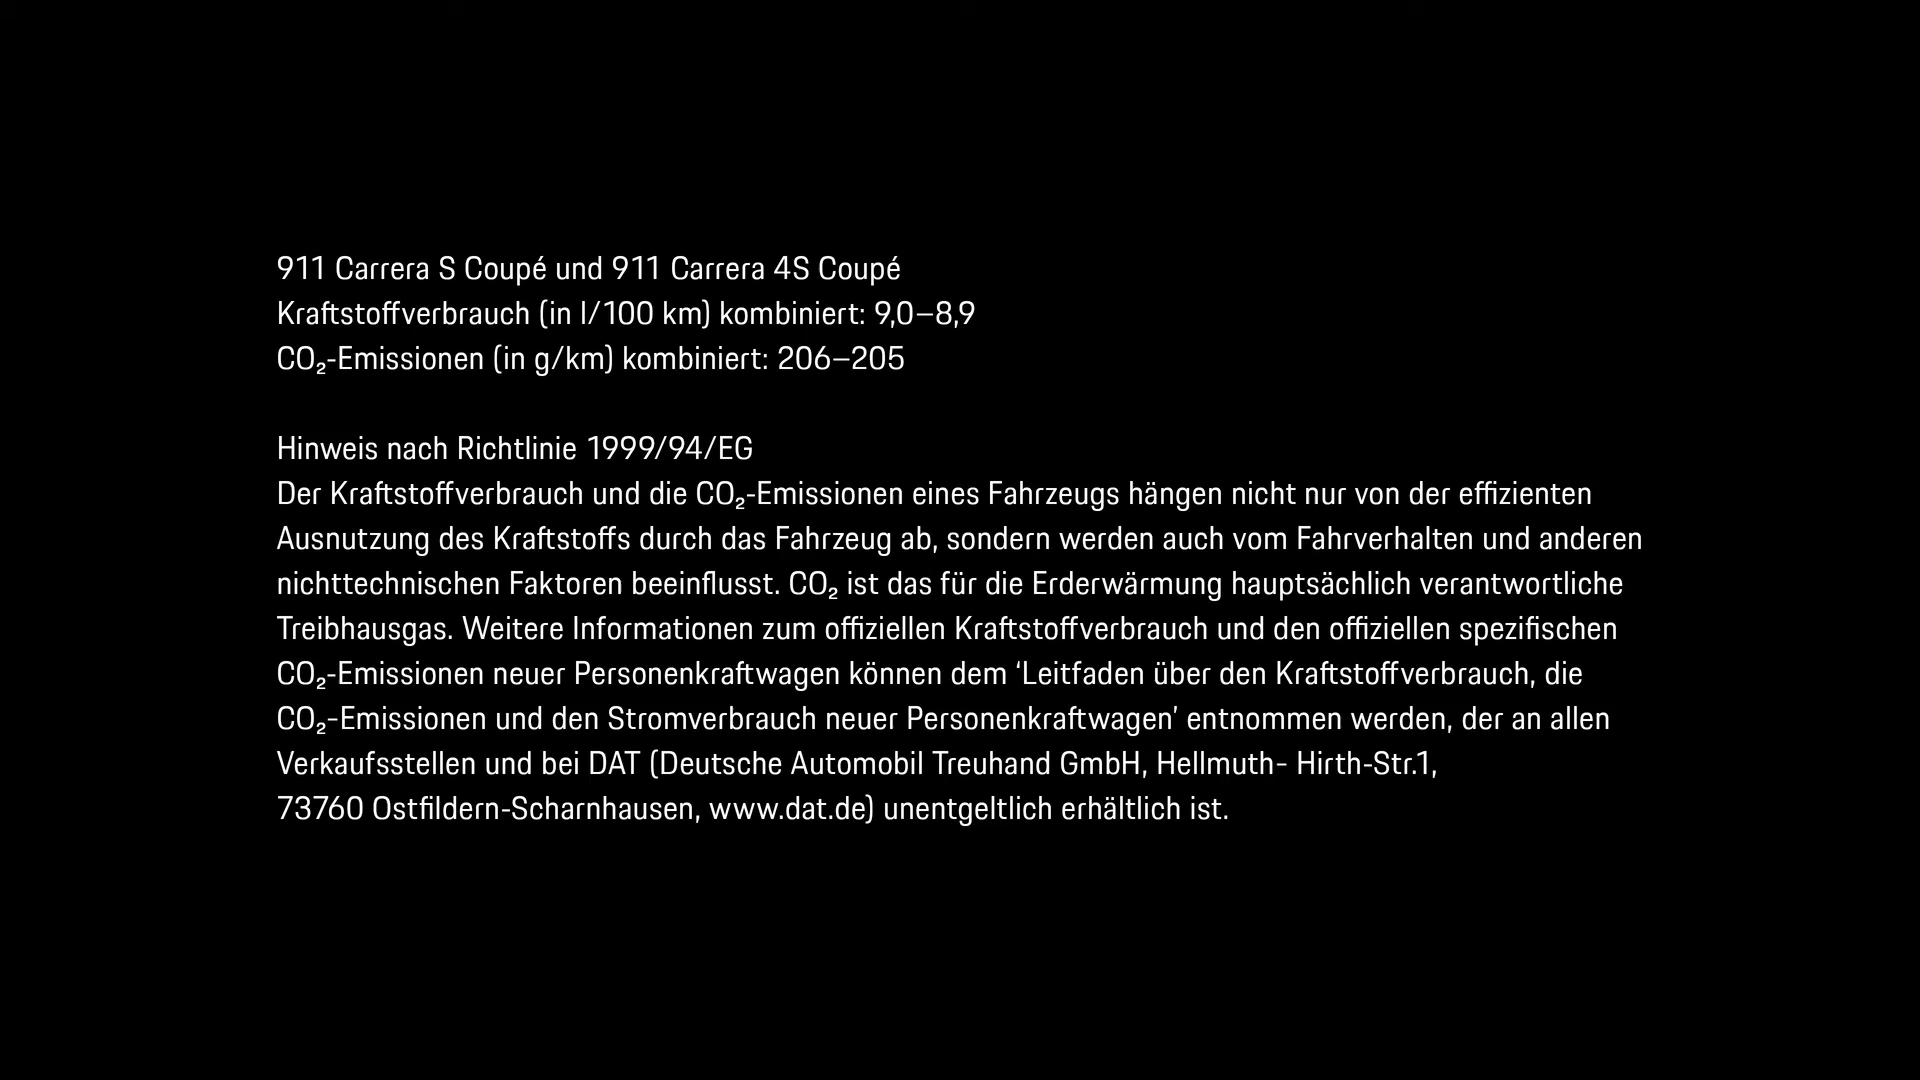 911 Carrera S Coupé und 911 Carrera 4S Coupé
Kraftstoffverbrauch (in l/100 km) kombiniert: 9,0–8,9
CO₂-Emissionen (in g/km) kombiniert: 206–205
Hinweis nach Richtlinie 1999/94/EG
Der Kraftstoffverbrauch und die CO₂-Emissionen eines Fahrzeugs hängen nicht nur von der effizienten
Ausnutzung des Kraftstoffs durch das Fahrzeug ab, sondern werden auch vom Fahrverhalten und anderen
nichttechnischen Faktoren beeinflusst. CO₂ ist das für die Erderwärmung hauptsächlich verantwortliche
Treibhausgas. Weitere Informationen zum offiziellen Kraftstoffverbrauch und den offiziellen spezifischen
CO₂-Emissionen neuer Personenkraftwagen können dem ‘Leitfaden über den Kraftstoffverbrauch, die
CO₂-Emissionen und den Stromverbrauch neuer Personenkraftwagen’ entnommen werden, der an allen
Verkaufsstellen und bei DAT (Deutsche Automobil Treuhand GmbH, Hellmuth- Hirth-Str.1,
73760 Ostfildern-Scharnhausen, www.dat.de) unentgeltlich erhältlich ist.